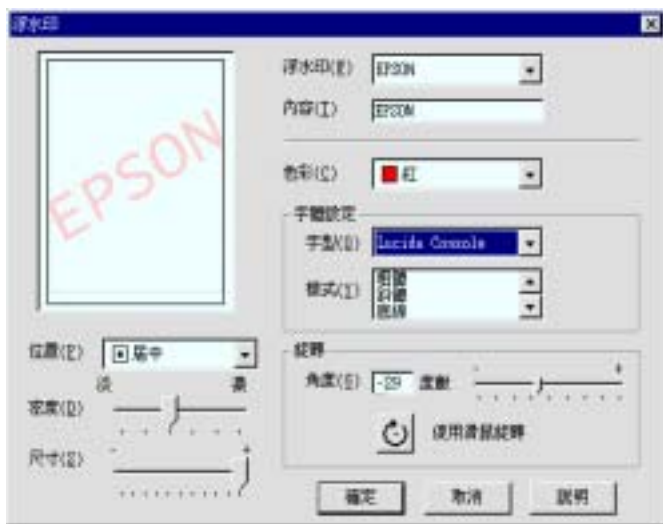 浮水印
EPSON
浮水印(E) EPSON
內容(I) EPSON
色彩(C) 紅
字體設定
字型(U) Lucida Console
樣式(Y) 粗體
斜體
底線
位置(P) 居中
淡 濃
密度(D)
尺寸(Z)
- +
旋轉
角度(S) -29 度數
- +
使用滑鼠旋轉
確定 取消 說明